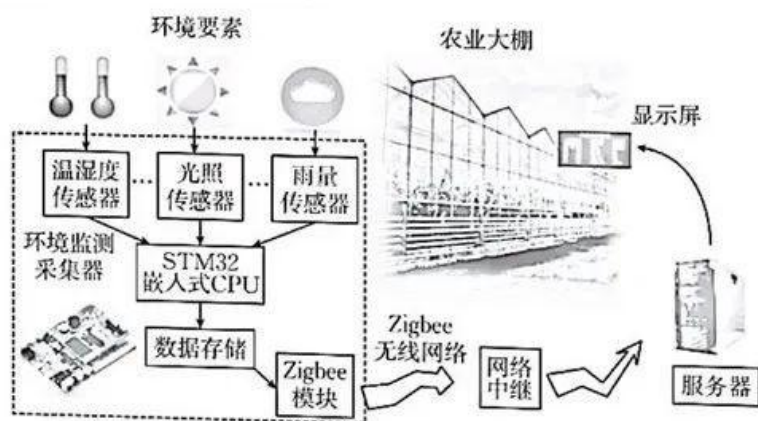 环境要素
农业大棚
显示屏
温湿度
传感器
…
光照
传感器
…
雨量
传感器
环境监测
采集器
STM32
嵌入式CPU
数据存储
Zigbee
模块
Zigbee
无线网络
网络
中继
服务器